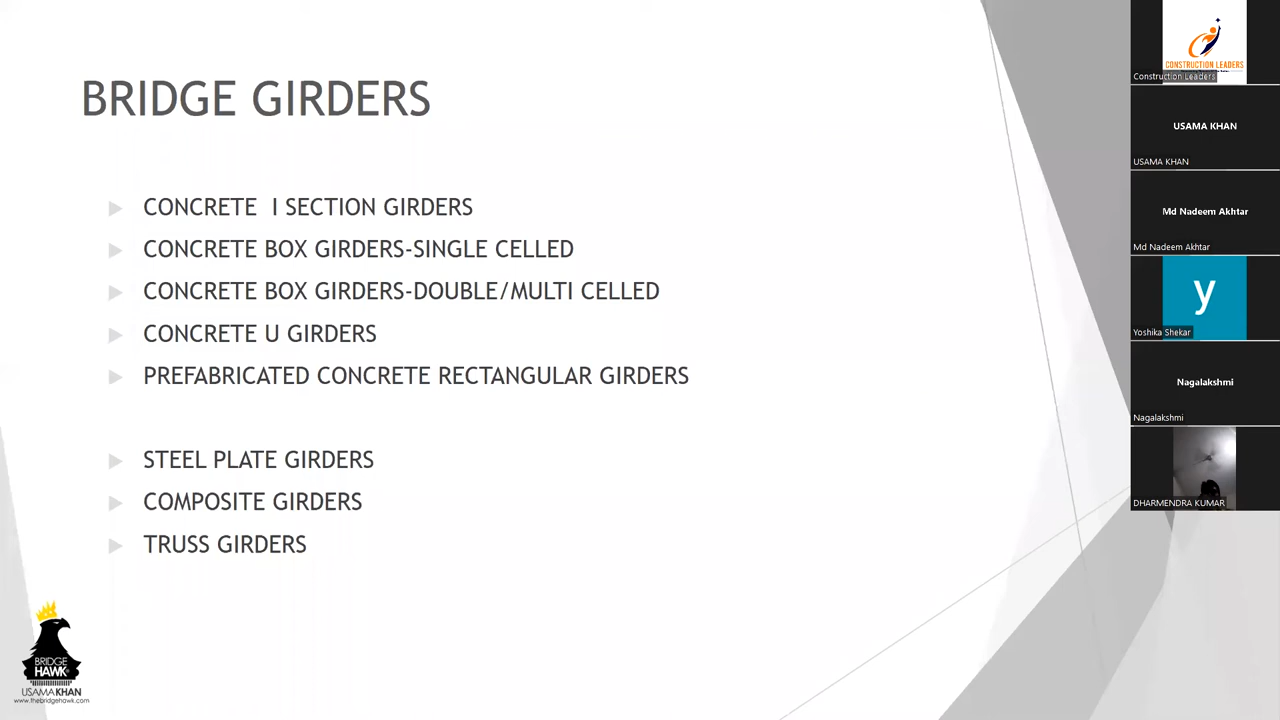 BRIDGE GIRDERS
CONCRETE I SECTION GIRDERS
CONCRETE BOX GIRDERS-SINGLE CELLED
CONCRETE BOX GIRDERS-DOUBLE/MULTI CELLED
CONCRETE U GIRDERS
PREFABRICATED CONCRETE RECTANGULAR GIRDERS
STEEL PLATE GIRDERS
COMPOSITE GIRDERS
TRUSS GIRDERS
BRIDGE
HAWK
USAMA KHAN
www.thebridgehawk.com
CONSTRUCTION LEADERS
Construction Leaders
USAMA KHAN
USAMA KHAN
Md Nadeem Akhtar
Md Nadeem Akhtar
y
Yoshika Shekar
Nagalakshmi
Nagalakshmi
DHARMENDRA KUMAR